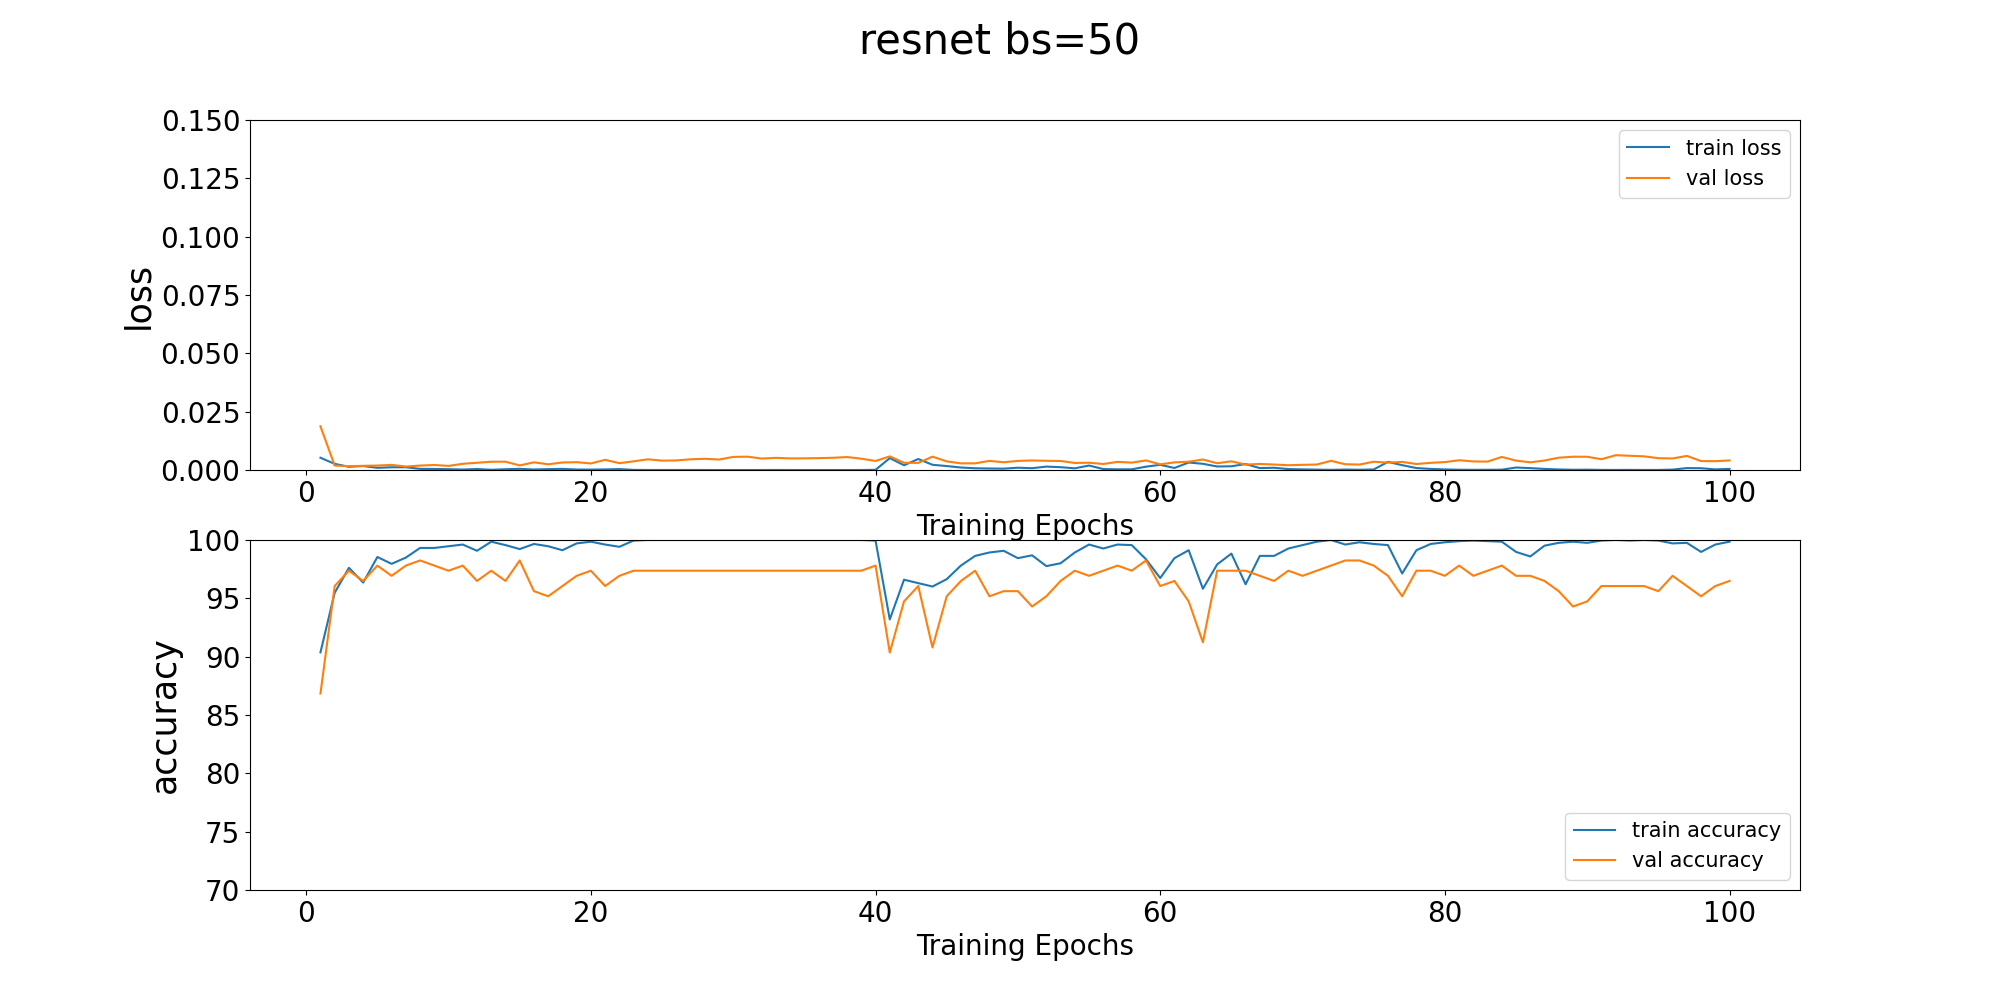 resnet bs=50
0.150
0.125
0.100
0.075
0.050
0.025
0.000
loss
train loss
val loss
0 20 40 60 80 100
Training Epochs
100
95
90
85
80
75
70
accuracy
train accuracy
val accuracy
0 20 40 60 80 100
Training Epochs